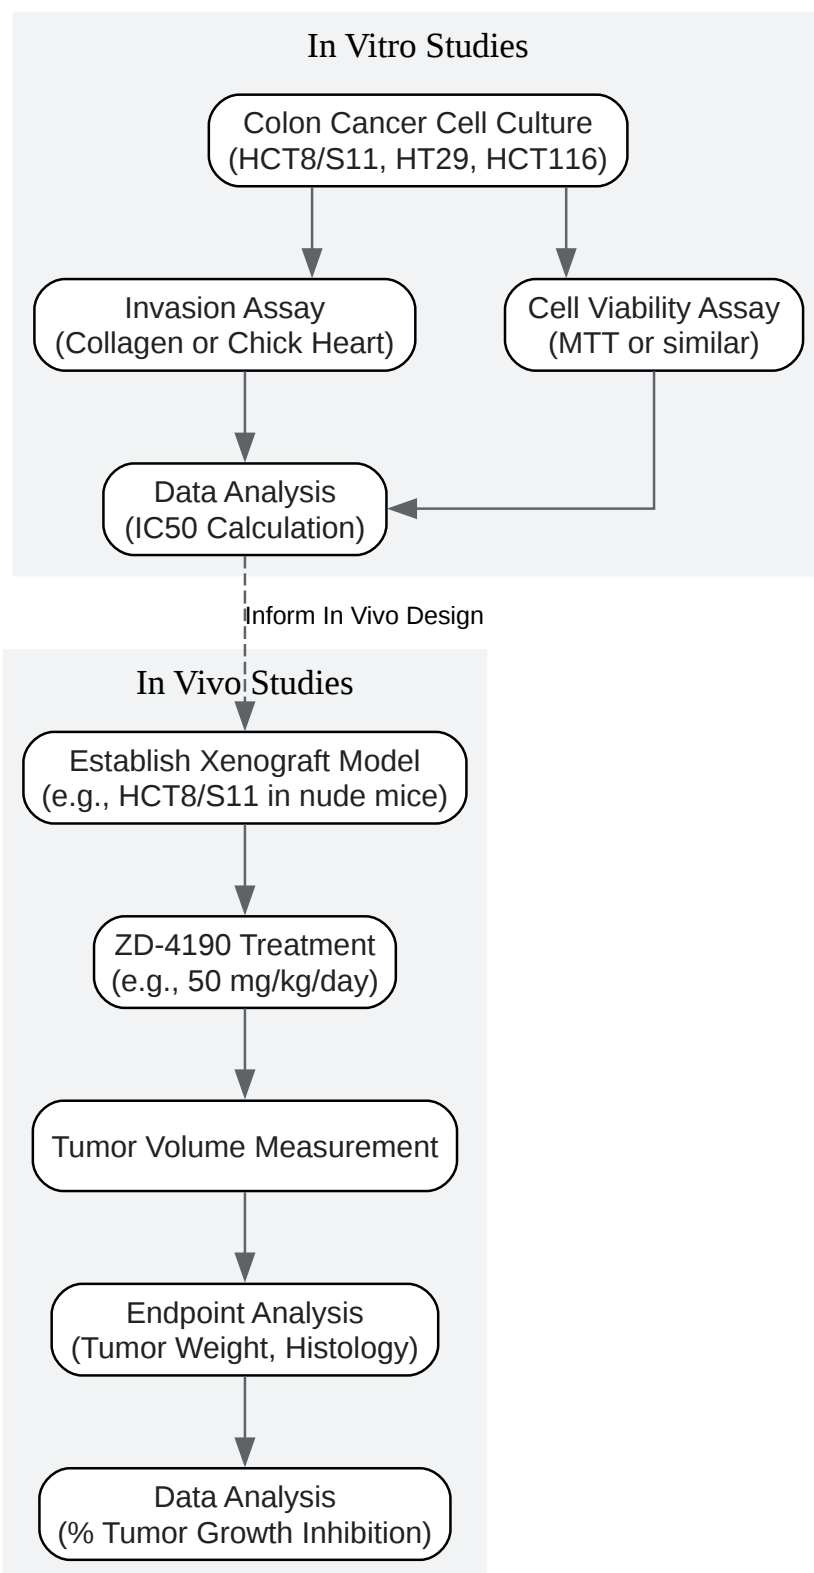 In Vitro Studies
Colon Cancer Cell Culture
(HCT8/S11, HT29, HCT116)
Invasion Assay
(Collagen or Chick Heart)
Cell Viability Assay
(MTT or similar)
Data Analysis
(IC50 Calculation)
Inform In Vivo Design
In Vivo Studies
Establish Xenograft Model
(e.g., HCT8/S11 in nude mice)
ZD-4190 Treatment
(e.g., 50 mg/kg/day)
Tumor Volume Measurement
Endpoint Analysis
(Tumor Weight, Histology)
Data Analysis
(% Tumor Growth Inhibition)